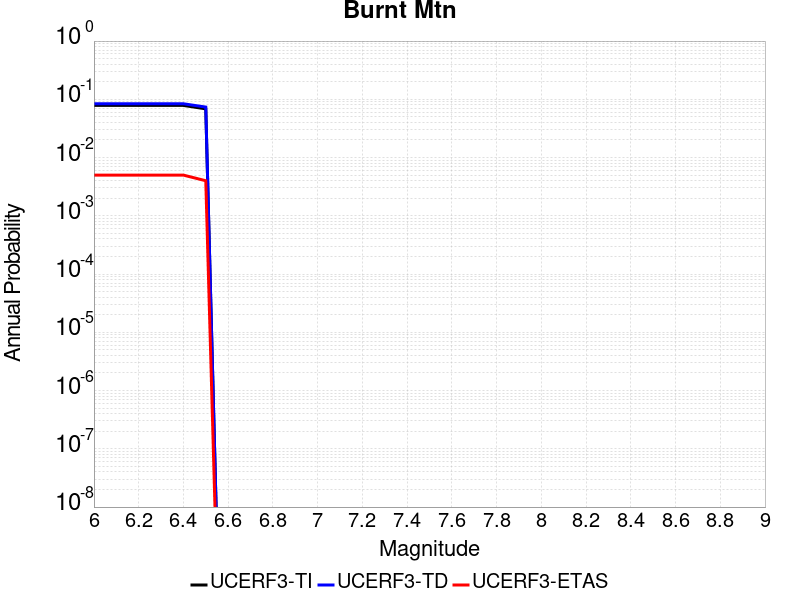 Burnt Mtn
10^0
10^-1
10^-2
10^-3
10^-4
10^-5
10^-6
10^-7
10^-8
Annual Probability
6 6.2 6.4 6.6 6.8 7 7.2 7.4 7.6 7.8 8 8.2 8.4 8.6 8.8 9
Magnitude
UCERF3-TI UCERF3-TD UCERF3-ETAS